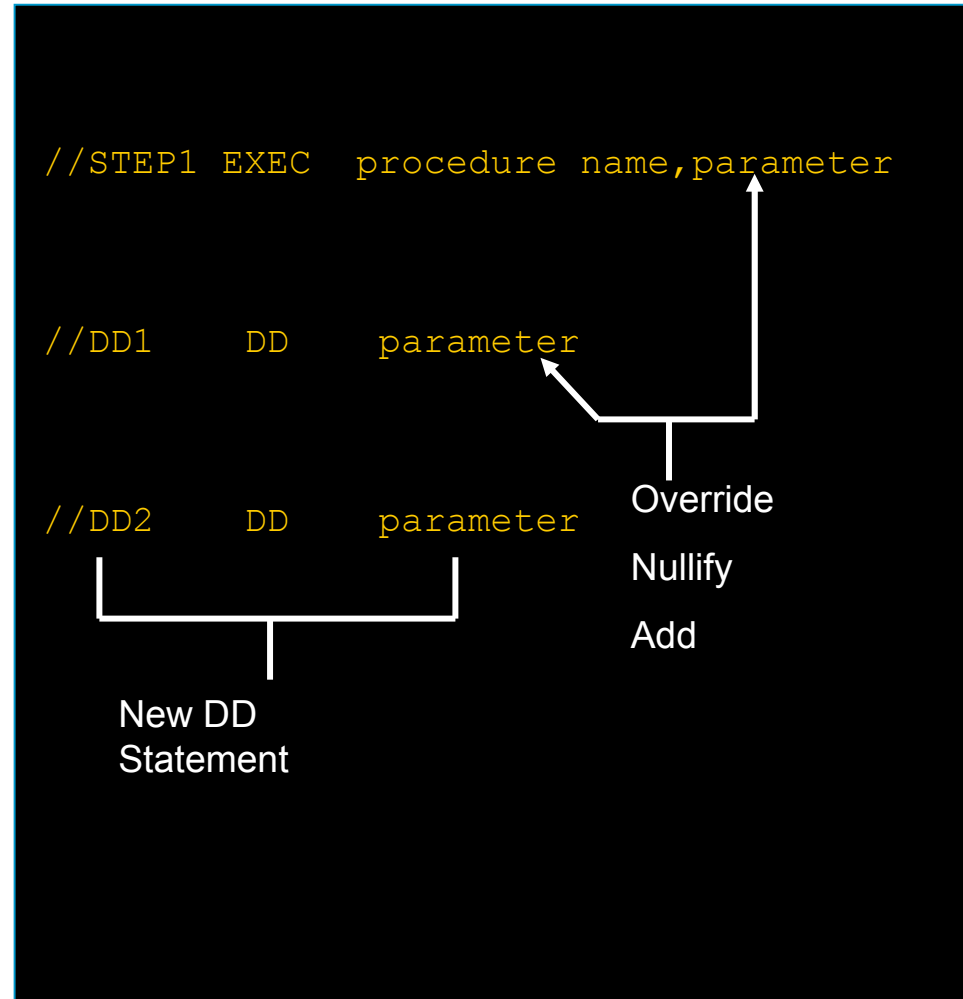 //STEP1 EXEC  procedure name,parameter
//DD1    DD    parameter
//DD2    DD    parameter
Override
Nullify
Add
New DD
Statement